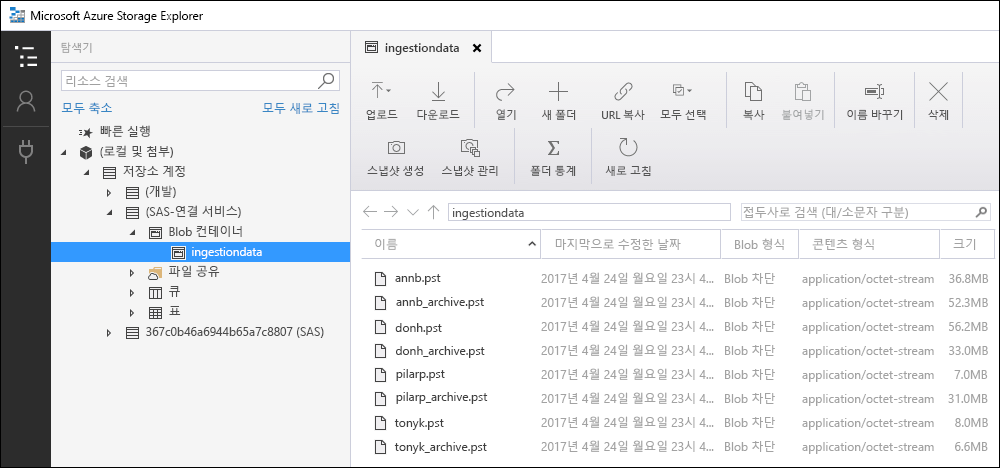 Microsoft Azure Storage Explorer
탐색기
리소스 검색
모두 축소 모두 새로 고침
빠른 실행
(로컬 및 첨부)
저장소 계정
(개발)
(SAS-연결 서비스)
Blob 컨테이너
ingestiondata
파일 공유
큐
표
367c0b46a6944b65a7c8807 (SAS)
ingestiondata
업로드 다운로드 열기 새 폴더 URL 복사 모두 선택 복사 붙여넣기 이름 바꾸기 삭제
스냅샷 생성 스냅샷 관리 폴더 통계 새로 고침
ingestiondata 접두사로 검색 (대/소문자 구분)
이름 마지막으로 수정한 날짜 Blob 형식 콘텐츠 형식 크기
annb.pst 2017년 4월 24일 월요일 23시 4... Blob 차단 application/octet-stream 36.8MB
annb_archive.pst 2017년 4월 24일 월요일 23시 4... Blob 차단 application/octet-stream 52.3MB
donh.pst 2017년 4월 24일 월요일 23시 4... Blob 차단 application/octet-stream 56.2MB
donh_archive.pst 2017년 4월 24일 월요일 23시 4... Blob 차단 application/octet-stream 33.0MB
pilarp.pst 2017년 4월 24일 월요일 23시 4... Blob 차단 application/octet-stream 7.0MB
pilarp_archive.pst 2017년 4월 24일 월요일 23시 4... Blob 차단 application/octet-stream 31.0MB
tonyk.pst 2017년 4월 24일 월요일 23시 4... Blob 차단 application/octet-stream 8.0MB
tonyk_archive.pst 2017년 4월 24일 월요일 23시 4... Blob 차단 application/octet-stream 6.6MB